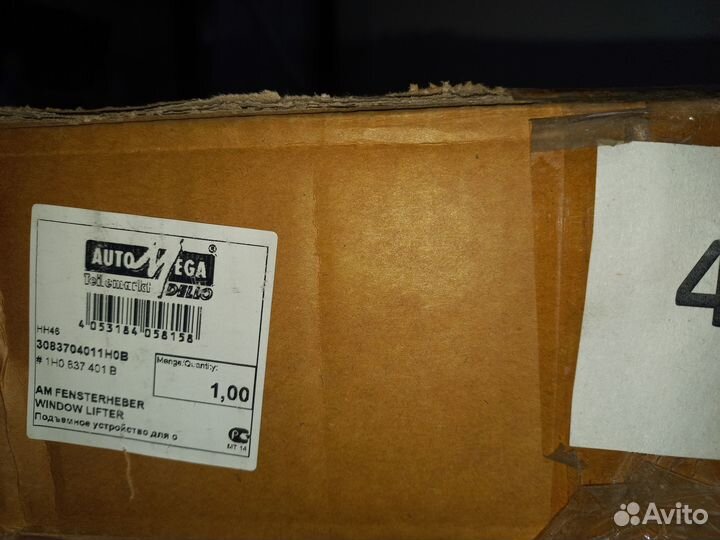 AUTO MEGA ®
Teilemarkt DELLO
4 053184 058158
HH46
3083704011H0B
# 1H0 837 401 B
Menge/Quantity:
1,00
AM FENSTERHEBER
WINDOW LIFTER
Подъемное устройство для о
МТ 14
4
Avito